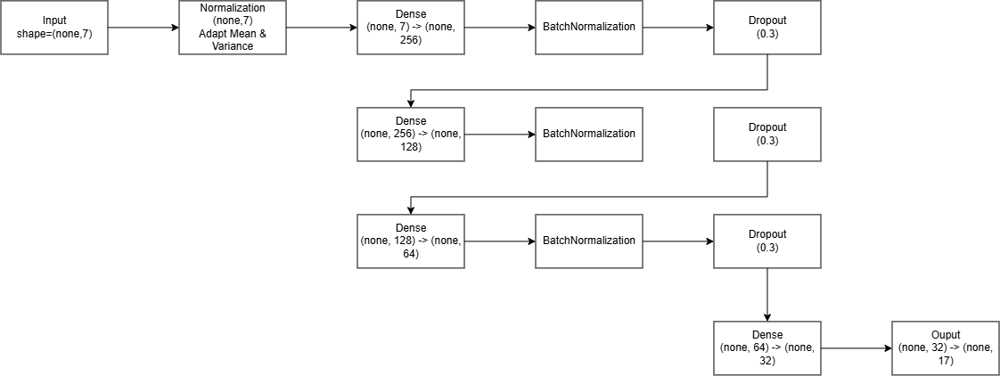 Input
shape=(none,7)
Normalization
(none,7)
Adapt Mean &
Variance
Dense
(none, 7) -> (none,
256)
BatchNormalization
Dropout
(0.3)
Dense
(none, 256) -> (none,
128)
BatchNormalization
Dropout
(0.3)
Dense
(none, 128) -> (none,
64)
BatchNormalization
Dropout
(0.3)
Dense
(none, 64) -> (none,
32)
Ouput
(none, 32) -> (none,
17)